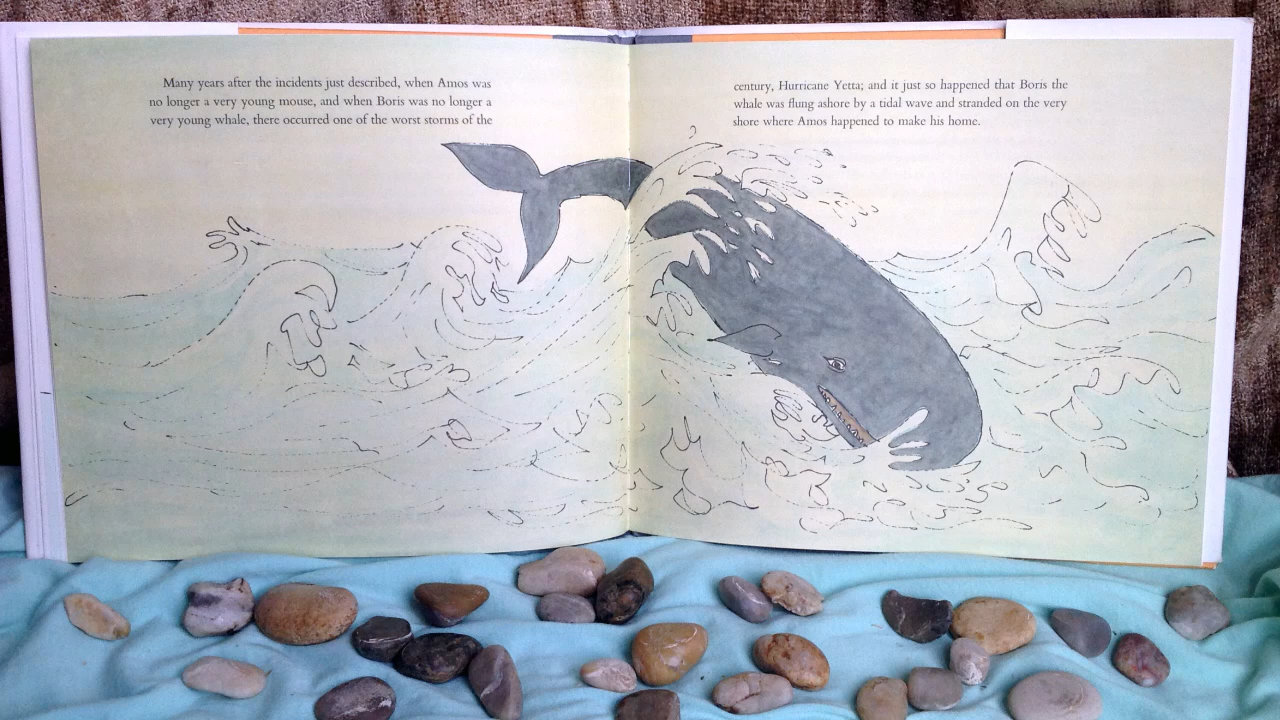 Many years after the incidents just described, when Amos was
no longer a very young mouse, and when Boris was no longer a
very young whale, there occurred one of the worst storms of the
century, Hurricane Yetta; and it just so happened that Boris the
whale was flung ashore by a tidal wave and stranded on the very
shore where Amos happened to make his home.